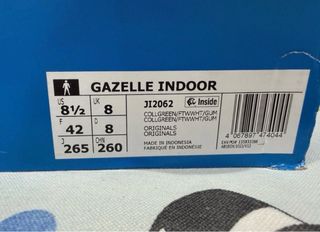 GAZELLE INDOOR
US UK
8½ 8
F D
42 8
J CHN
265 260
JI2062 Inside
COLLGREEN/FTWWHT/GUM
COLLGREEN/FTWWHT/GUM
ORIGINALS
ORIGINALS
MADE IN INDONESIA
FABRIQUÉ EN INDONESIE
4 067897 474044